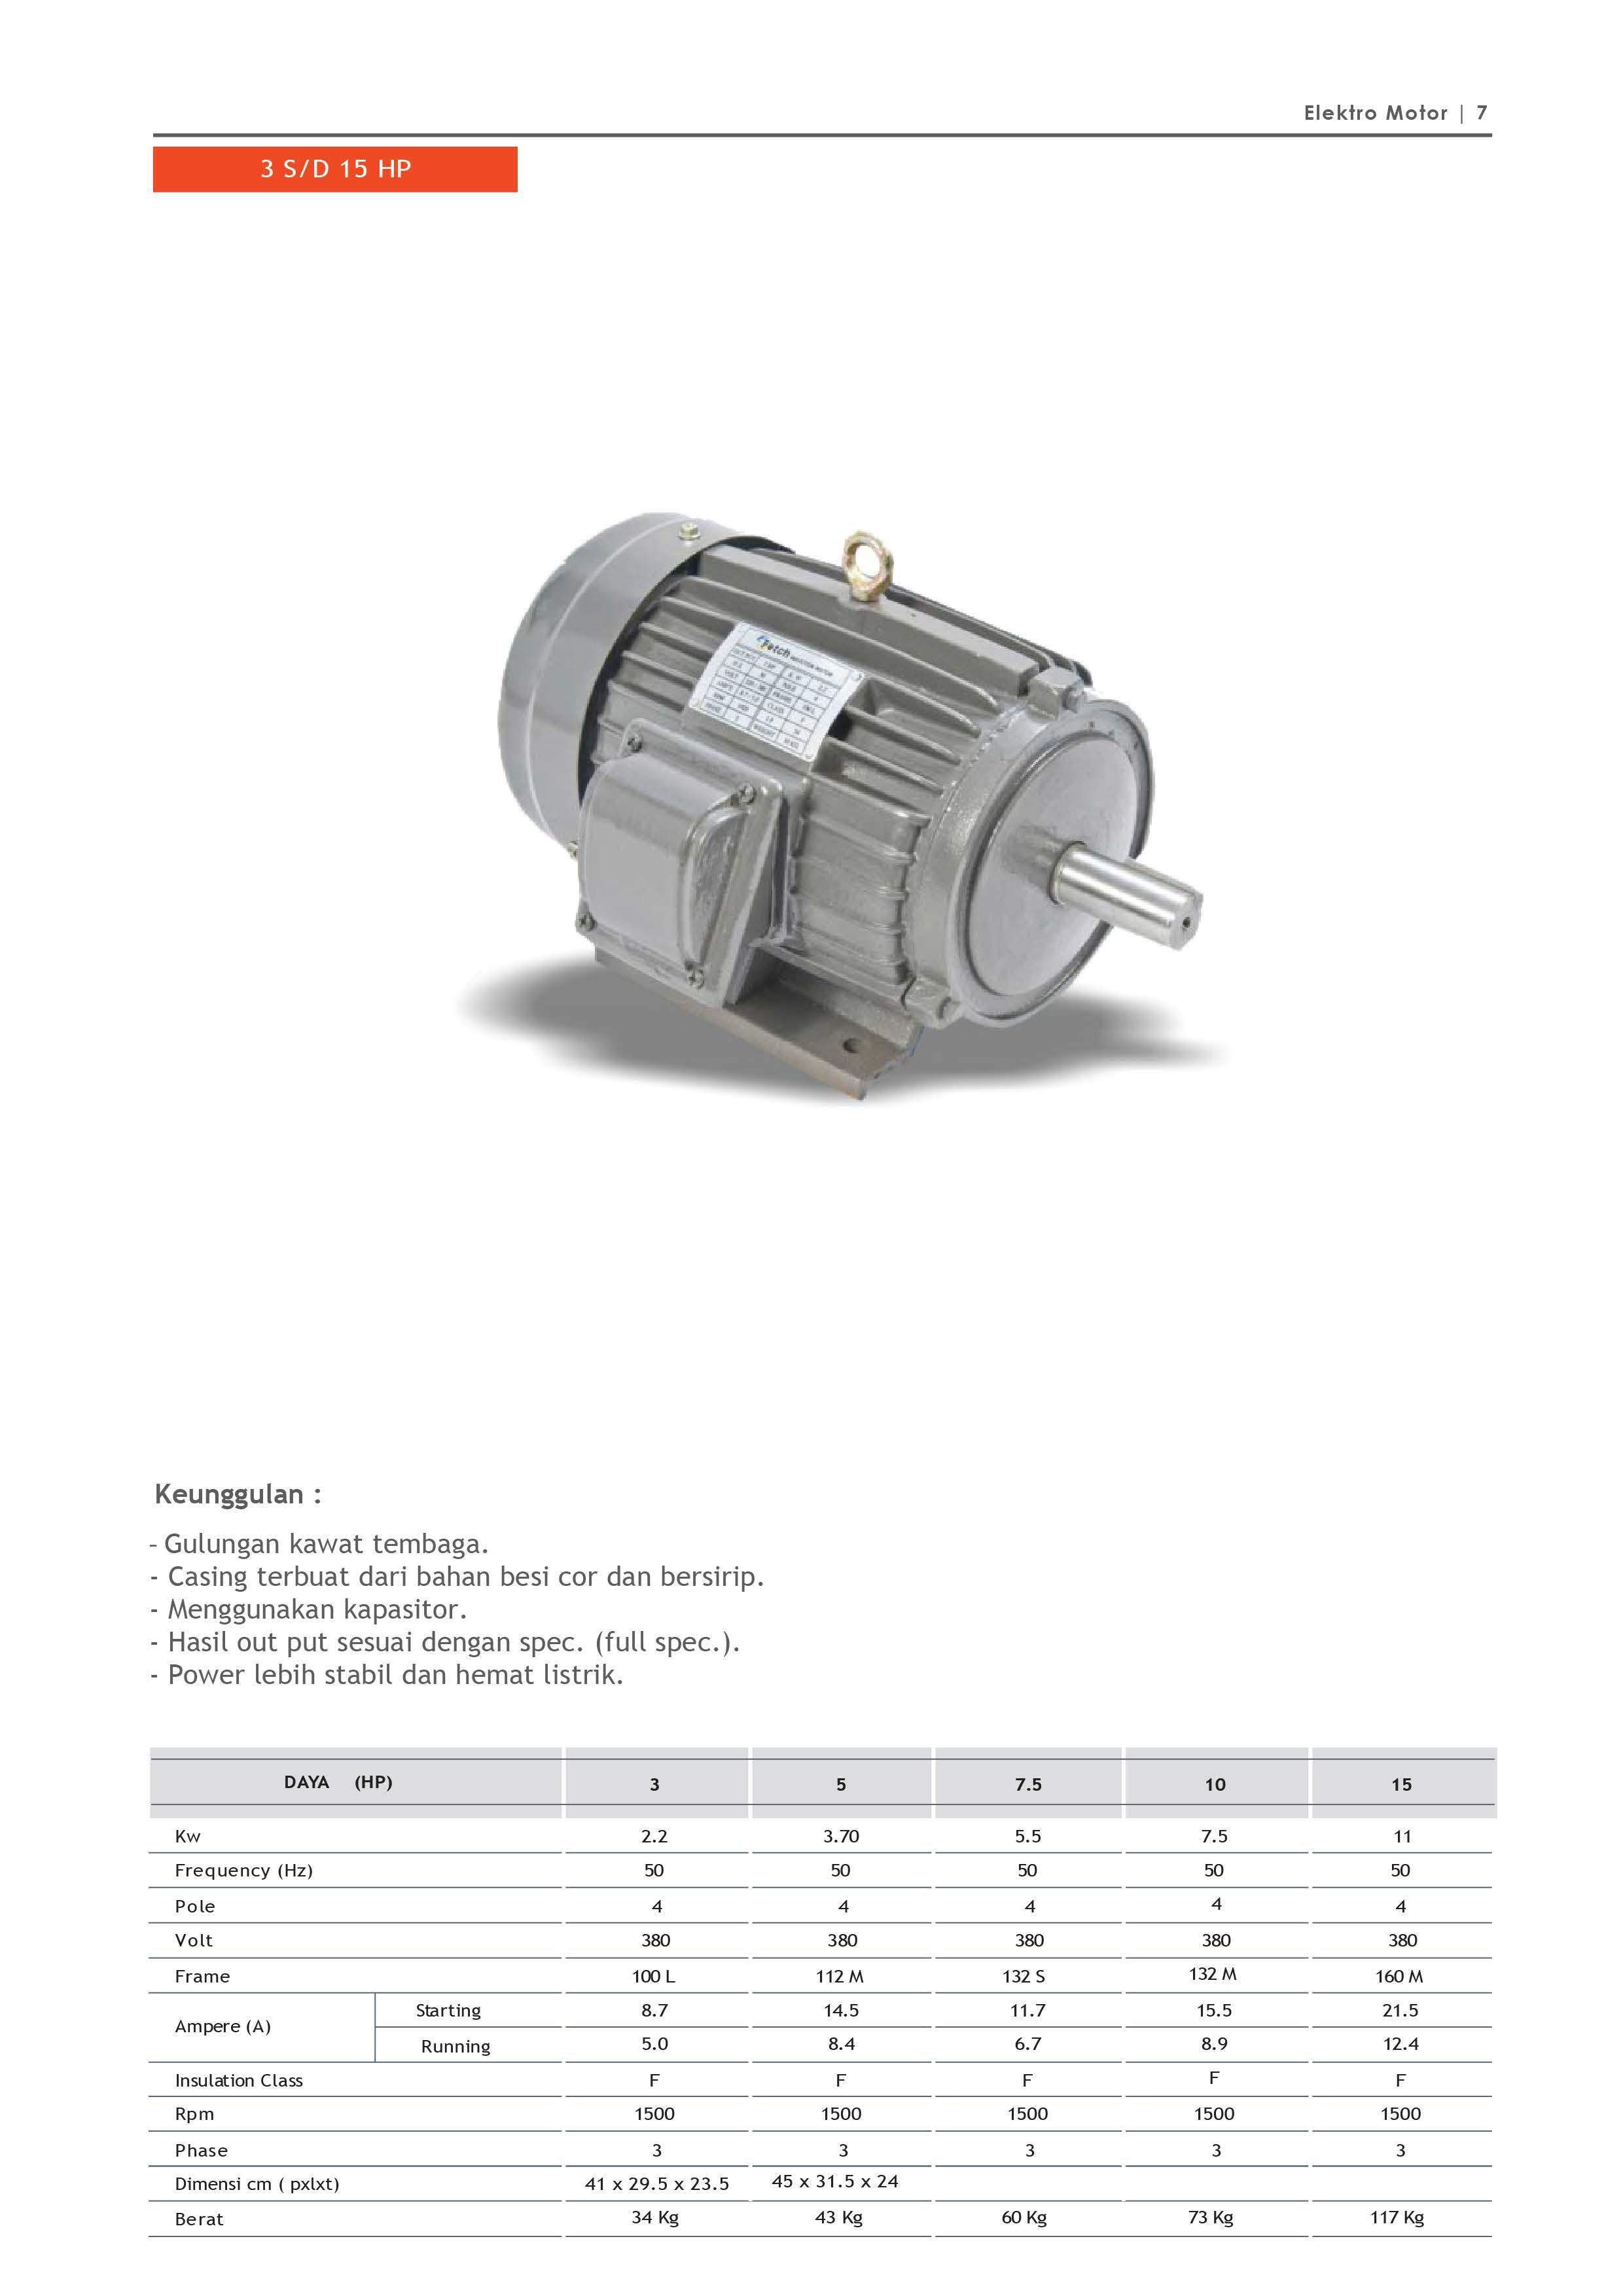 Elektro Motor | 7
3 S/D 15 HP
Keunggulan :
- Gulungan kawat tembaga.
- Casing terbuat dari bahan besi cor dan bersirip.
- Menggunakan kapasitor.
- Hasil out put sesuai dengan spec. (full spec.).
- Power lebih stabil dan hemat listrik.
DAYA (HP) 3 5 7.5 10 15
Kw 2.2 3.70 5.5 7.5 11
Frequency (Hz) 50 50 50 50 50
Pole 4 4 4 4 4
Volt 380 380 380 380 380
Frame 100 L 112 M 132 S 132 M 160 M
Ampere (A) Starting 8.7 14.5 11.7 15.5 21.5
Running 5.0 8.4 6.7 8.9 12.4
Insulation Class F F F F F
Rpm 1500 1500 1500 1500 1500
Phase 3 3 3 3 3
Dimensi cm ( pxlxt) 41 x 29.5 x 23.5 45 x 31.5 x 24
Berat 34 Kg 43 Kg 60 Kg 73 Kg 117 Kg